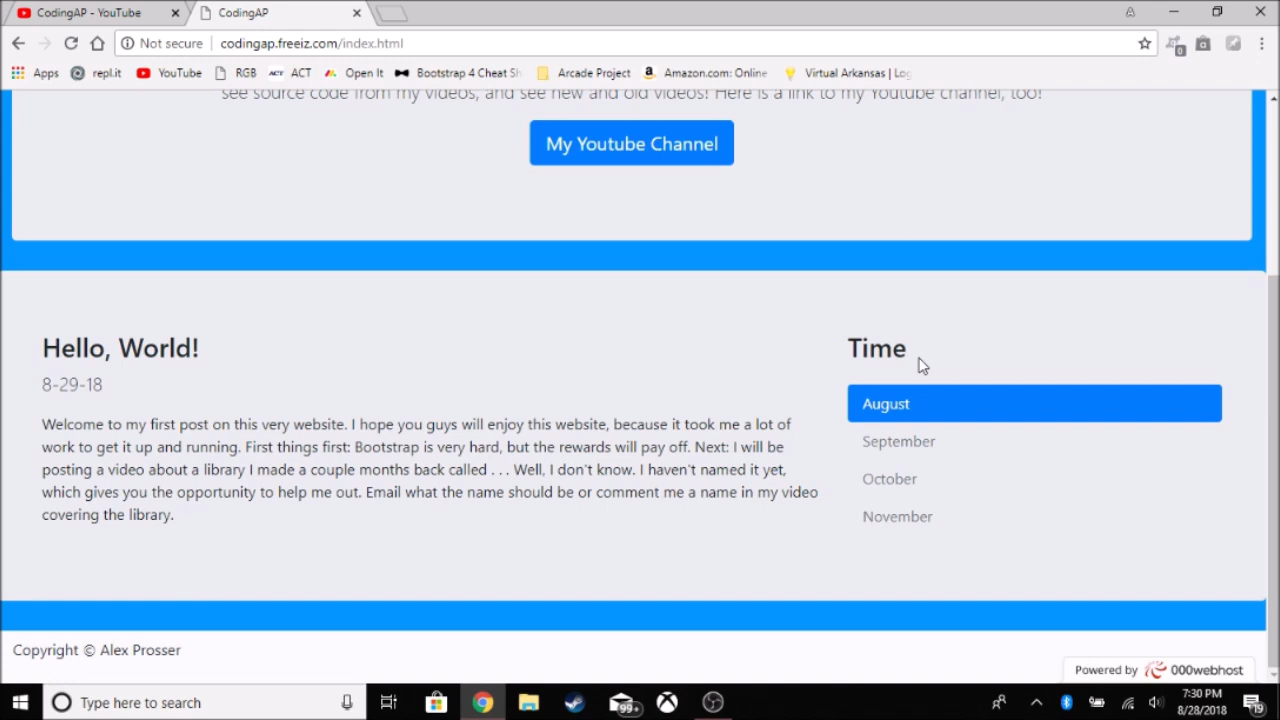 CodingAP - YouTube
CodingAP
Not secure
codingap.freeiz.com/index.html
Apps
repl.it
YouTube
RGB
ACT
ACT
Open It
Bootstrap 4 Cheat Sh
Arcade Project
Amazon.com: Online
Virtual Arkansas | Log
see source code from my videos, and see new and old videos! Here is a link to my Youtube channel, too!
My Youtube Channel
Hello, World!
8-29-18
Welcome to my first post on this very website. I hope you guys will enjoy this website, because it took me a lot of
work to get it up and running. First things first: Bootstrap is very hard, but the rewards will pay off. Next: I will be
posting a video about a library I made a couple months back called . . . Well, I don't know. I haven't named it yet,
which gives you the opportunity to help me out. Email what the name should be or comment me a name in my video
covering the library.
Time
August
September
October
November
Copyright © Alex Prosser
Powered by 000webhost
Type here to search
99+
7:30 PM
8/28/2018
19
0